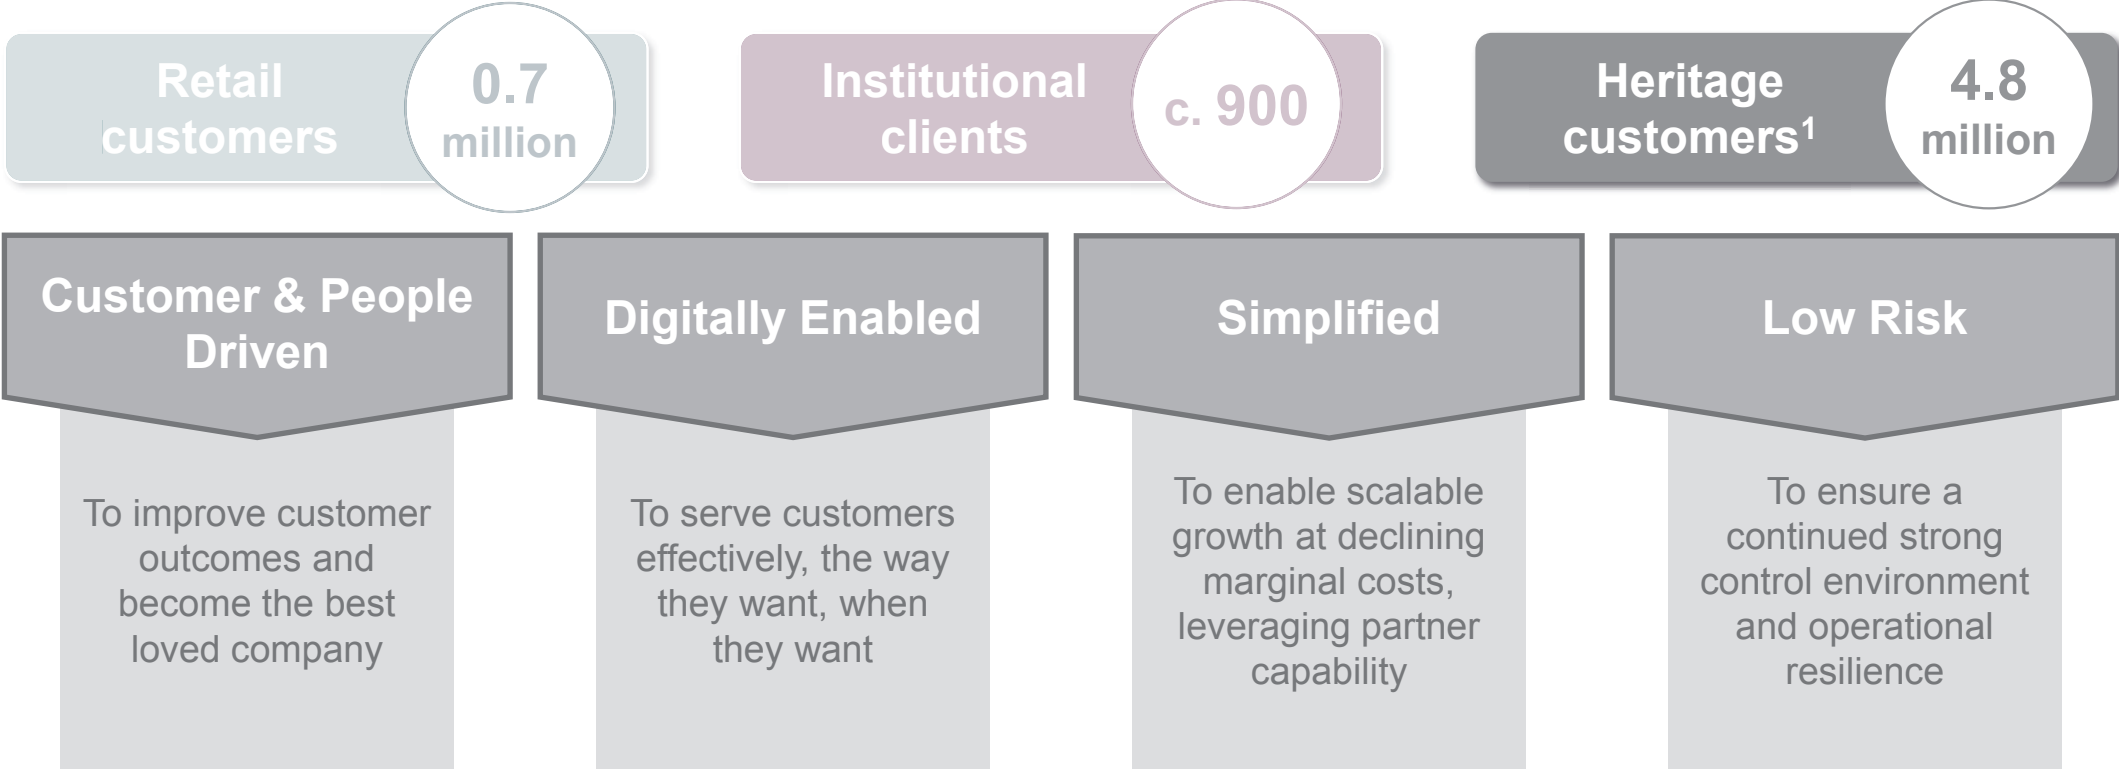 Retail
customers
0.7
million
Institutional
clients
c. 900
Heritage
customers¹
4.8
million
Customer & People
Driven
To improve customer
outcomes and
become the best
loved company
Digitally Enabled
To serve customers
effectively, the way
they want, when
they want
Simplified
To enable scalable
growth at declining
marginal costs,
leveraging partner
capability
Low Risk
To ensure a
continued strong
control environment
and operational
resilience